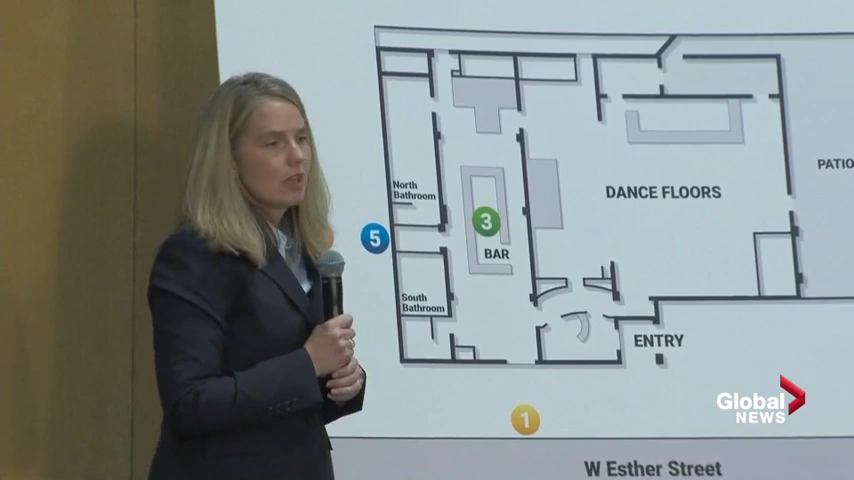 PATIO
North
Bathroom
DANCE FLOORS
3
5
BAR
South
Bathroom
ENTRY
Global
NEWS
1
W Esther Street